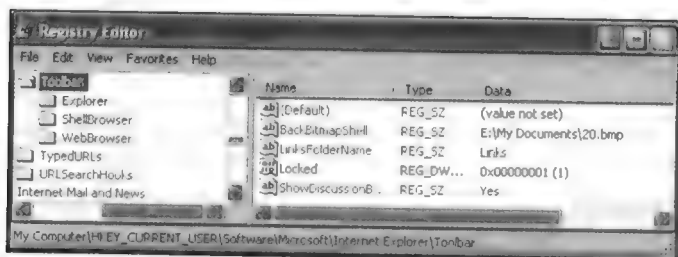 Registry Editor
File Edit View Favorites Help
Toolbar
Explorer
ShellBrowser
WebBrowser
TypedURLs
URLSearchHooks
Internet Mail and News
Name Type Data
(Default) REG_SZ (value not set)
BackBitmapShell REG_SZ E:\My Documents\20.bmp
LinksFolderName REG_SZ Links
Locked REG_DW... 0x00000001 (1)
ShowDiscussionB... REG_SZ Yes
My Computer\HKEY_CURRENT_USER\Software\Microsoft\Internet Explorer\Toolbar